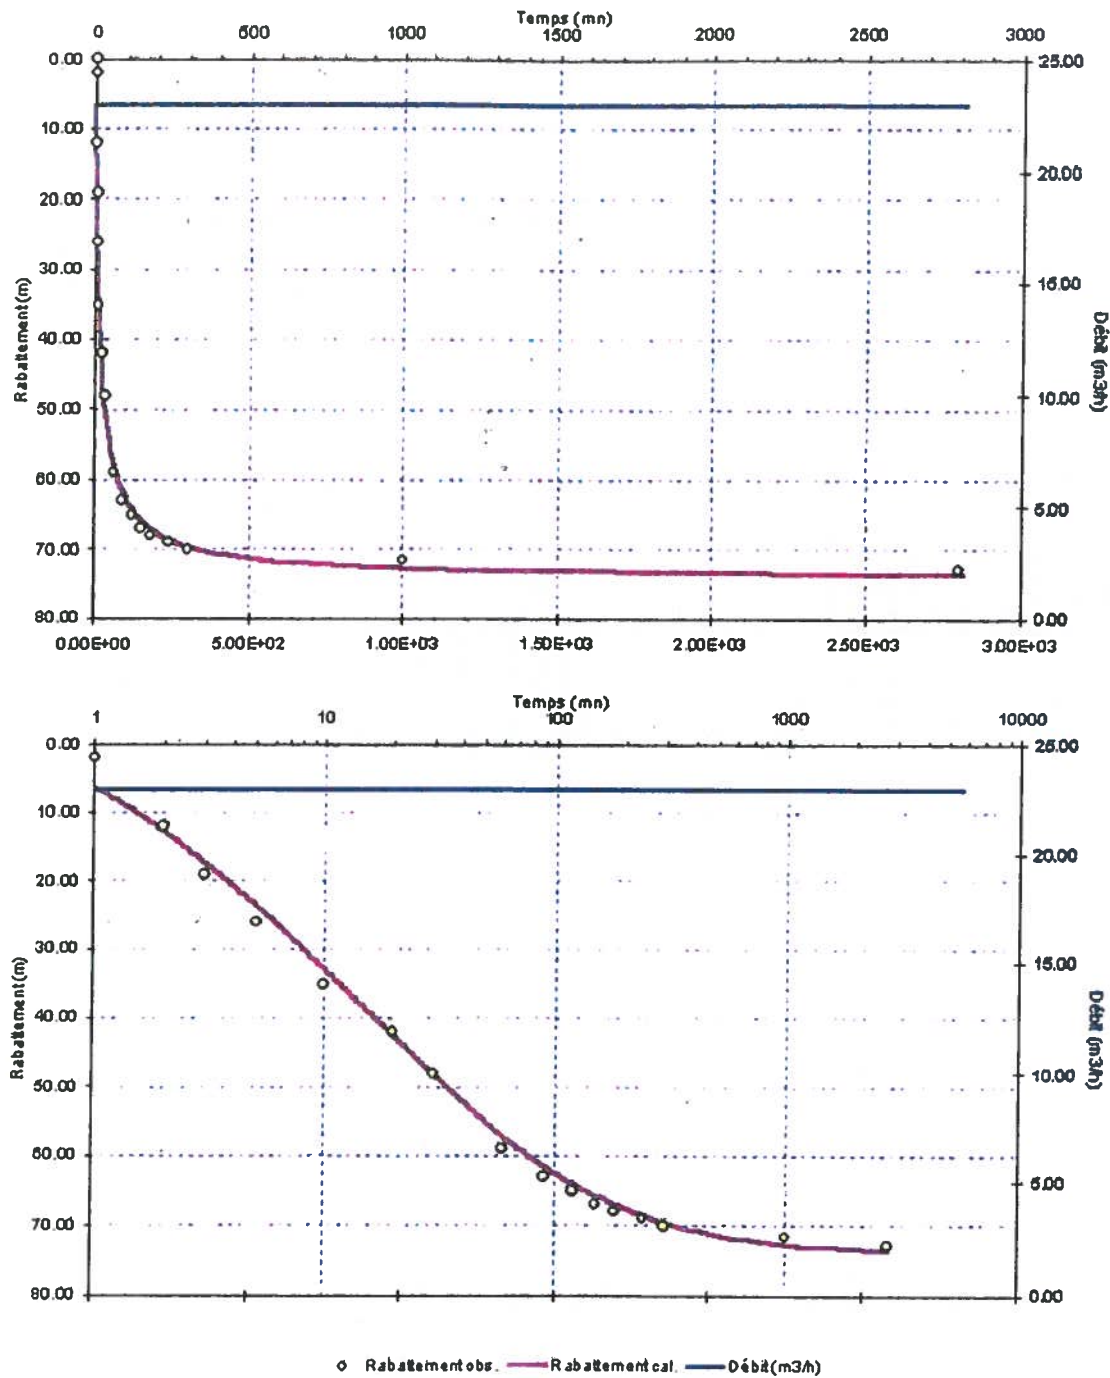 Temps (mn)
0 500 1000 1500 2000 2500 3000
0.00 25.00
10.00
20.00 20.00
30.00
15.00
40.00
50.00 10.00
60.00
5.00
70.00
80.00 0.00
Rabattement(m)
Débit (m3/h)
0.00E+00 5.00E+02 1.00E+03 1.50E+03 2.00E+03 2.50E+03 3.00E+03
Temps (mn)
1 10 100 1000 10000
0.00 25.00
10.00
20.00
20.00
30.00
15.00
40.00
50.00 10.00
60.00
5.00
70.00
80.00 0.00
Rabattement(m)
Débit (m3/h)
Rabattement obs. Rabattement cal. Débit(m3/h)